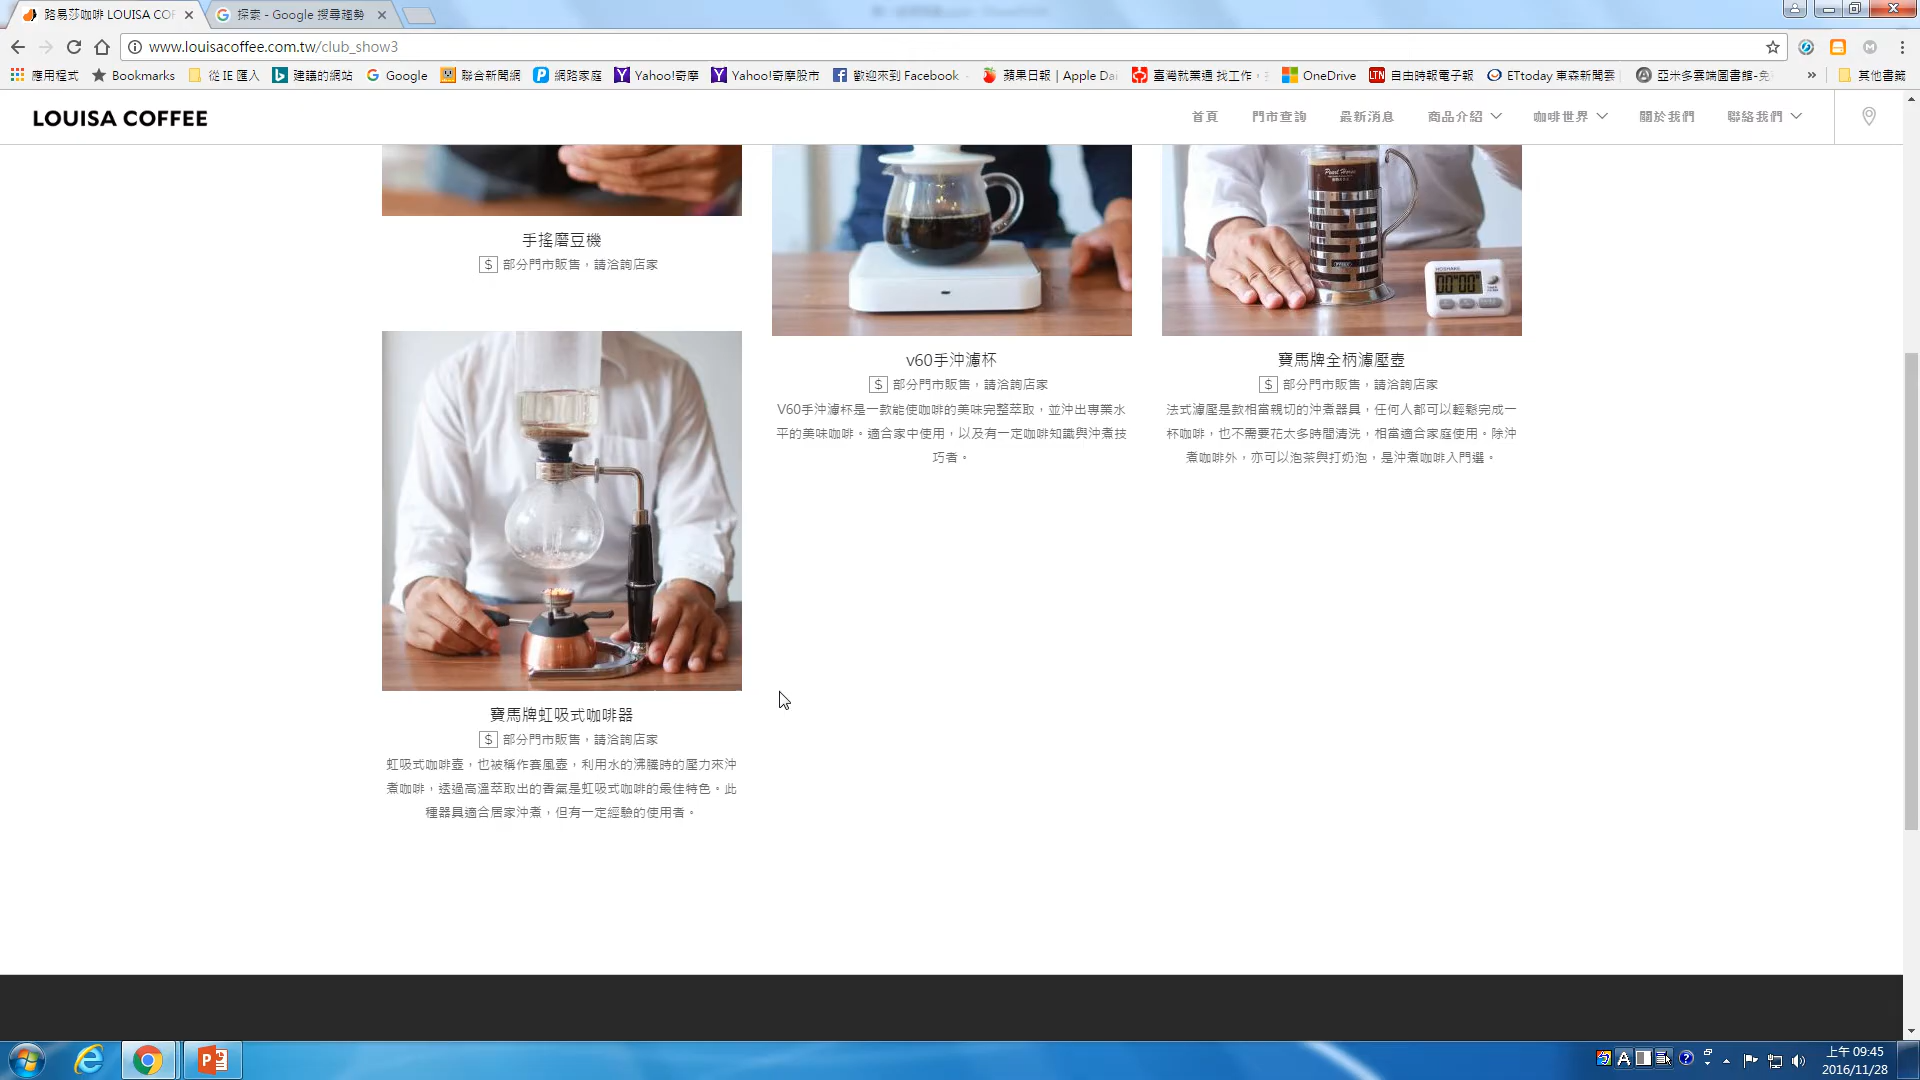 路易莎咖啡 LOUISA COF
探索 - Google 搜尋趨勢
www.louisacoffee.com.tw/club_show3
應用程式
Bookmarks
從 IE 匯入
建議的網站
Google
聯合新聞網
網路家庭
Yahoo!奇摩
Yahoo!奇摩股市
歡迎來到 Facebook
蘋果日報 | Apple Dai
臺灣就業通 找工作，
OneDrive
自由時報電子報
ETtoday 東森新聞雲
亞米多雲端圖書館-免
其他書籤
LOUISA COFFEE
首頁
門市查詢
最新消息
商品介紹
咖啡世界
關於我們
聯絡我們
手搖磨豆機
$ 部分門市販售，請洽詢店家
v60手沖濾杯
$ 部分門市販售，請洽詢店家
V60手沖濾杯是一款能使咖啡的美味完整萃取，並沖出專業水
平的美味咖啡。適合家中使用，以及有一定咖啡知識與沖煮技
巧者。
Pearl Horse
HOSHAKE
00"00
寶馬牌全柄濾壓壺
$ 部分門市販售，請洽詢店家
法式濾壓是款相當親切的沖煮器具，任何人都可以輕鬆完成一
杯咖啡，也不需要花太多時間清洗，相當適合家庭使用。除沖
煮咖啡外，亦可以泡茶與打奶泡，是沖煮咖啡入門選。
寶馬牌虹吸式咖啡器
$ 部分門市販售，請洽詢店家
虹吸式咖啡壺，也被稱作賽風壺，利用水的沸騰時的壓力來沖
煮咖啡，透過高溫萃取出的香氣是虹吸式咖啡的最佳特色。此
種器具適合居家沖煮，但有一定經驗的使用者。
上午 09:45
2016/11/28